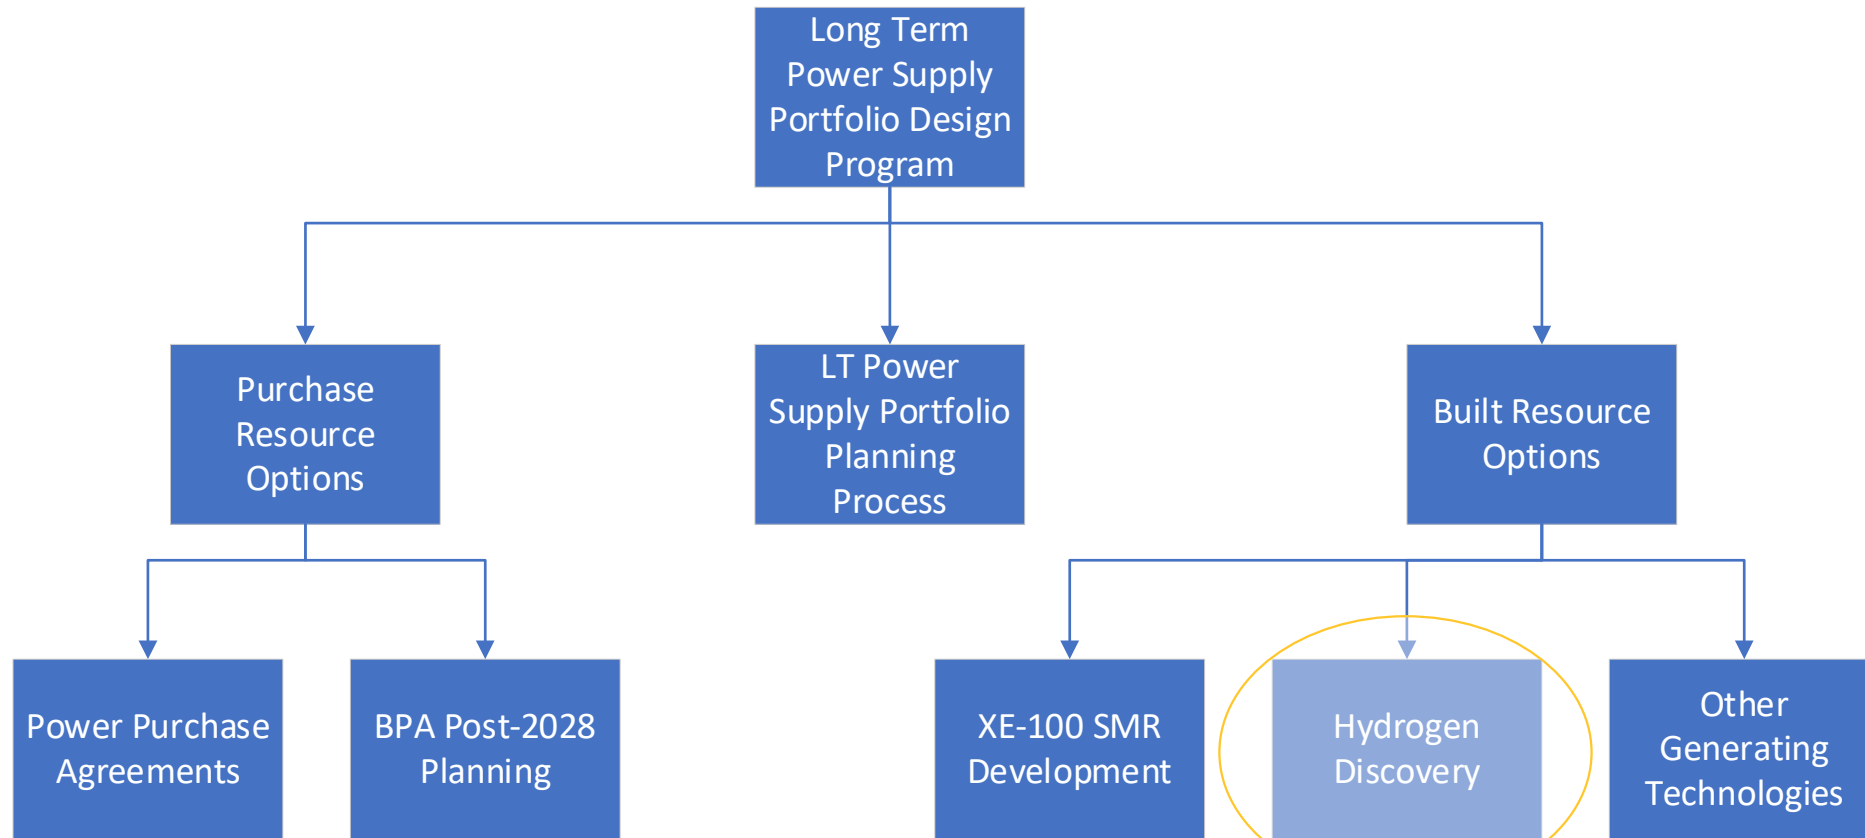 Long Term
Power Supply
Portfolio Design
Program
Purchase
Resource
Options
LT Power
Supply Portfolio
Planning
Process
Built Resource
Options
Power Purchase
Agreements
BPA Post-2028
Planning
XE-100 SMR
Development
Hydrogen
Discovery
Other
Generating
Technologies